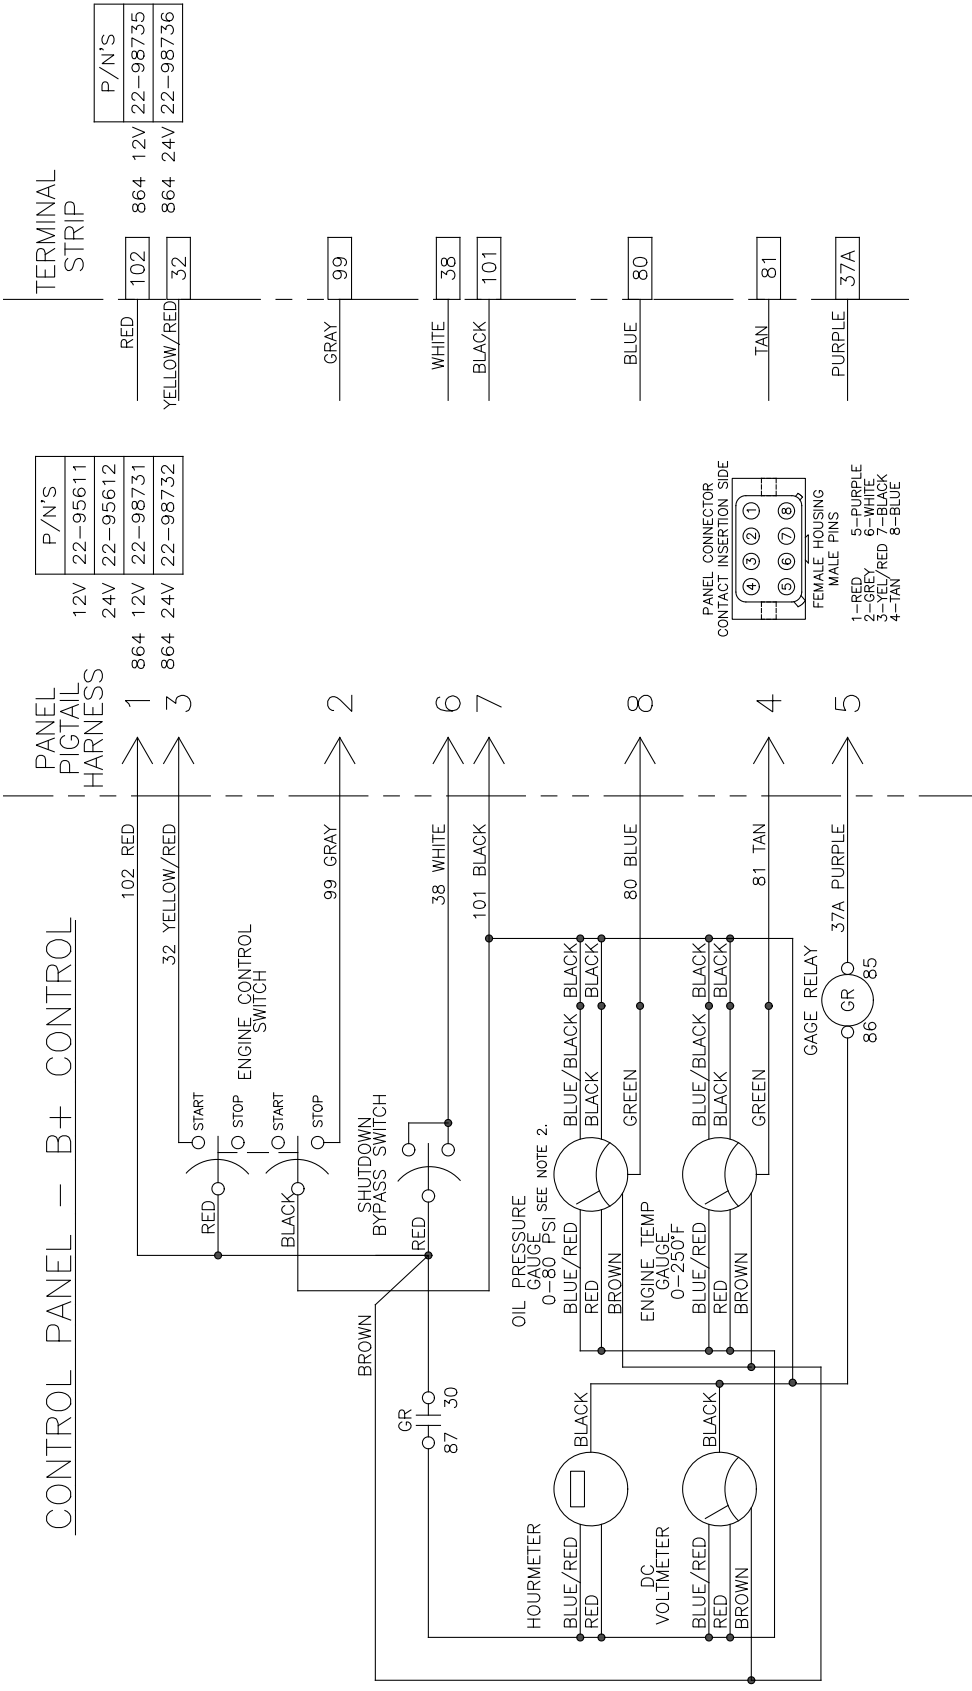 CONTROL PANEL - B+ CONTROL
PANEL
PIGTAIL
HARNESS
P/N'S
12V 22-95611
24V 22-95612
864 12V 22-98731
864 24V 22-98732
TERMINAL
STRIP
P/N'S
864 12V 22-98735
864 24V 22-98736
102 RED
1
RED
102
32 YELLOW/RED
3
YELLOW/RED
32
START
STOP
ENGINE CONTROL
SWITCH
RED
START
STOP
BLACK
99 GRAY
2
GRAY
99
SHUTDOWN
BYPASS SWITCH
RED
BROWN
38 WHITE
6
WHITE
38
101 BLACK
7
BLACK
101
GR
87
30
OIL PRESSURE
GAUGE
0-80 PSI SEE NOTE 2.
BLUE/RED
RED
BROWN
BLUE/BLACK
BLACK
BLACK
BLACK
GREEN
80 BLUE
8
BLUE
80
HOURMETER
BLUE/RED
RED
BLACK
ENGINE TEMP
GAUGE
0-250°F
BLUE/RED
RED
BROWN
BLUE/BLACK
BLACK
BLACK
BLACK
GREEN
81 TAN
4
TAN
81
DC
VOLTMETER
BLUE/RED
RED
BROWN
BLACK
GAGE RELAY
86
GR
85
37A PURPLE
5
PURPLE
37A
PANEL CONNECTOR
CONTACT INSERTION SIDE
4 3 2 1
5 6 7 8
FEMALE HOUSING
MALE PINS
1-RED 5-PURPLE
2-GREY 6-WHITE
3-YEL/RED 7-BLACK
4-TAN 8-BLUE